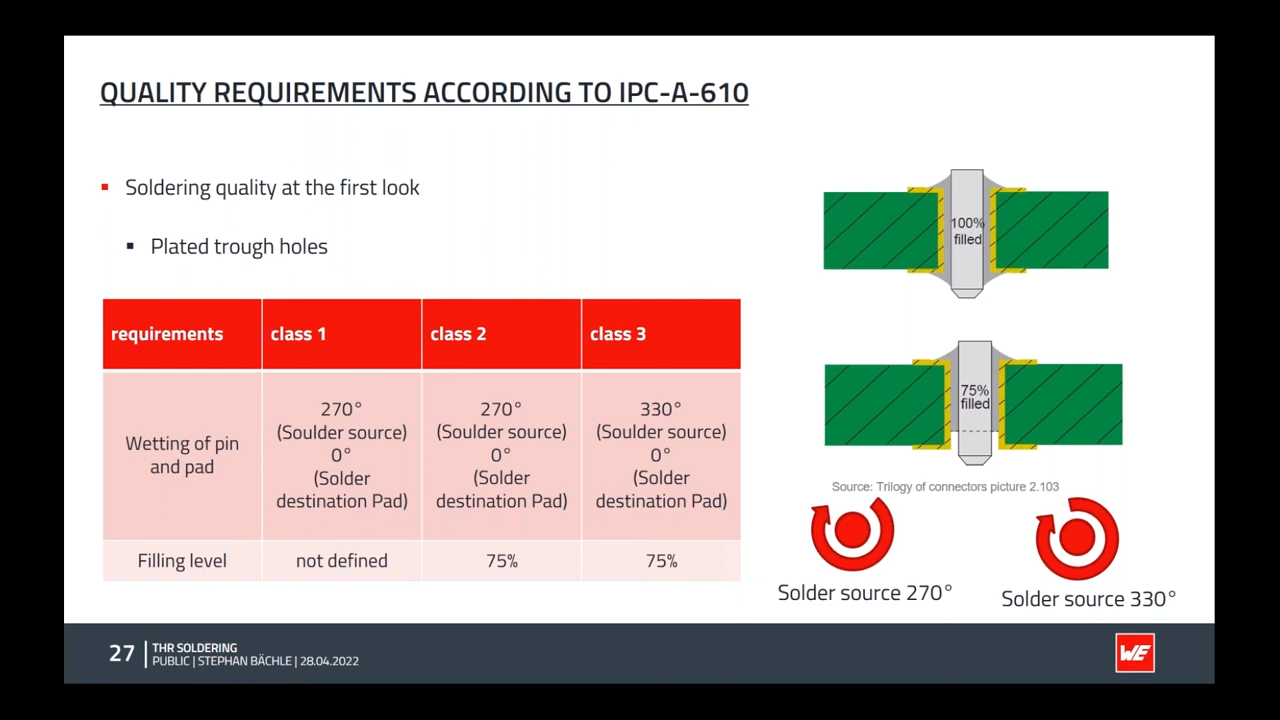 QUALITY REQUIREMENTS ACCORDING TO IPC-A-610
Soldering quality at the first look
Plated trough holes
requirements
class 1
class 2
class 3
Wetting of pin
and pad
270°
(Soulder source)
0°
(Solder
destination Pad)
270°
(Soulder source)
0°
(Solder
destination Pad)
330°
(Soulder source)
0°
(Solder
destination Pad)
Filling level
not defined
75%
75%
100%
filled
75%
filled
Source: Trilogy of connectors picture 2.103
Solder source 270°
Solder source 330°
27
THR SOLDERING
PUBLIC | STEPHAN BÄCHLE | 28.04.2022
WE